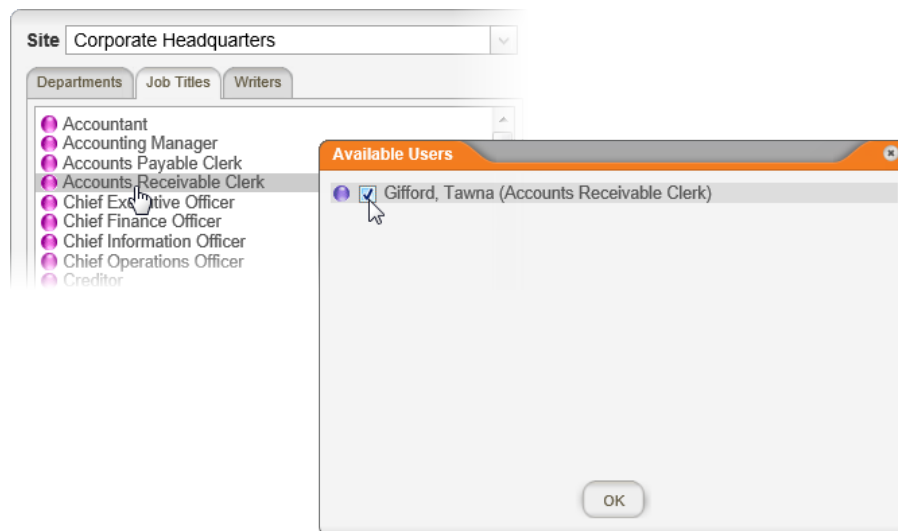 Site Corporate Headquarters
Departments Job Titles Writers
Accountant
Accounting Manager
Accounts Payable Clerk
Accounts Receivable Clerk
Chief Executive Officer
Chief Finance Officer
Chief Information Officer
Chief Operations Officer
Creditor
Available Users
Gifford, Tawna (Accounts Receivable Clerk)
OK